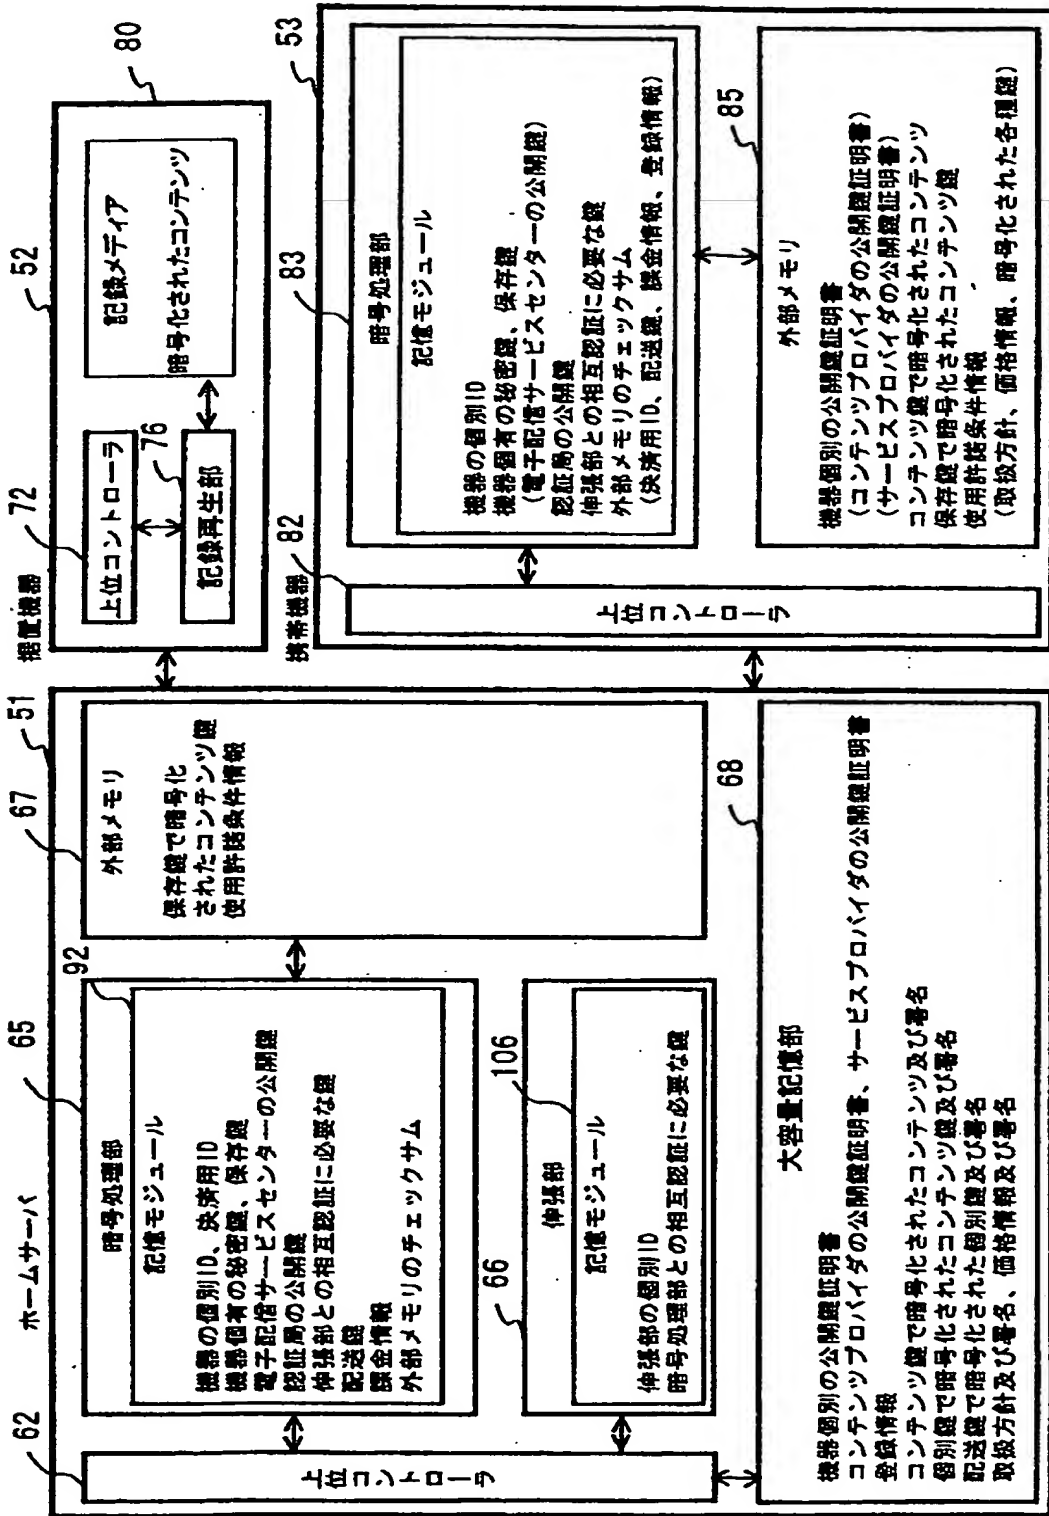 ホームサーバ
51
62
上位コントローラ
65
暗号処理部
92
記憶モジュール
機器の個別ID、決済用ID
機器固有の秘密鍵、保存鍵
電子配信サービスセンターの公開鍵
認証局の公開鍵
伸張部との相互認証に必要な鍵
配送鍵
課金情報
外部メモリのチェックサム
67
外部メモリ
保存鍵で暗号化
されたコンテンツ鍵
使用許諾条件情報
66
伸張部
106
記憶モジュール
伸張部の個別ID
暗号処理部との相互認証に必要な鍵
68
大容量記憶部
機器個別の公開鍵証明書
コンテンツプロバイダの公開鍵証明書、サービスプロバイダの公開鍵証明書
登録情報
コンテンツ鍵で暗号化されたコンテンツ及び署名
個別鍵で暗号化されたコンテンツ鍵及び署名
配送鍵で暗号化された個別鍵及び署名
取扱方針及び署名、価格情報及び署名
据置機器
52
72
上位コントローラ
76
記録再生部
80
記録メディア
暗号化されたコンテンツ
携帯機器
53
82
上位コントローラ
83
暗号処理部
記憶モジュール
機器の個別ID
機器固有の秘密鍵、保存鍵
(電子配信サービスセンターの公開鍵)
認証局の公開鍵
伸張部との相互認証に必要な鍵
外部メモリのチェックサム
(決済用ID、配送鍵、課金情報、登録情報)
85
外部メモリ
機器個別の公開鍵証明書
(コンテンツプロバイダの公開鍵証明書)
(サービスプロバイダの公開鍵証明書)
コンテンツ鍵で暗号化されたコンテンツ
保存鍵で暗号化されたコンテンツ鍵
使用許諾条件情報
(取扱方針、価格情報、暗号化された各種鍵)